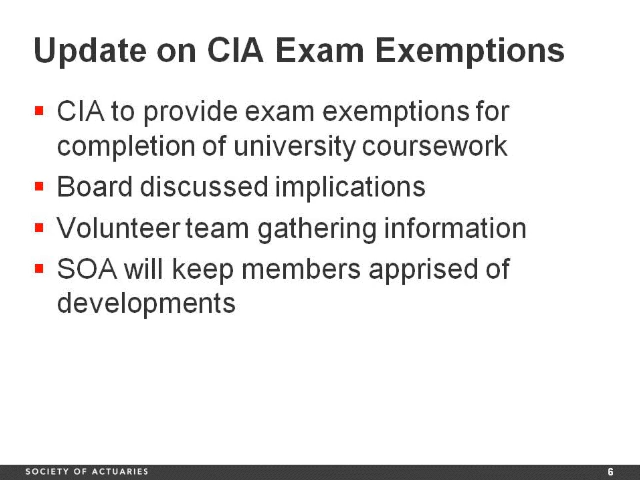 Update on CIA Exam Exemptions
CIA to provide exam exemptions for
completion of university coursework
Board discussed implications
Volunteer team gathering information
SOA will keep members apprised of
developments
SOCIETY OF ACTUARIES
6